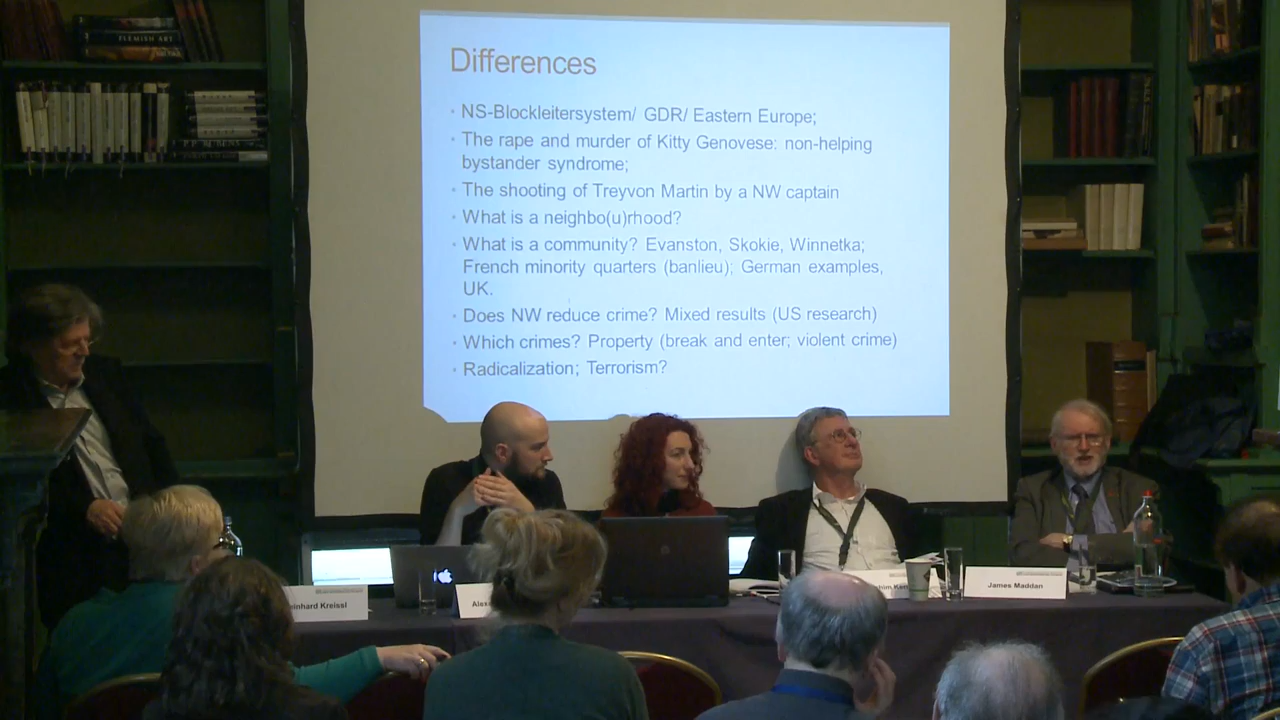 FLEMISH ART
Differences
• NS-Blockleitersystem/ GDR/ Eastern Europe;
• The rape and murder of Kitty Genovese: non-helping
bystander syndrome;
• The shooting of Treyvon Martin by a NW captain
• What is a neighbo(u)rhood?
• What is a community? Evanston, Skokie, Winnetka;
French minority quarters (banlieu); German examples,
UK.
• Does NW reduce crime? Mixed results (US research)
• Which crimes? Property (break and enter; violent crime)
• Radicalization; Terrorism?
einhard Kreissl
Alex
James Maddan